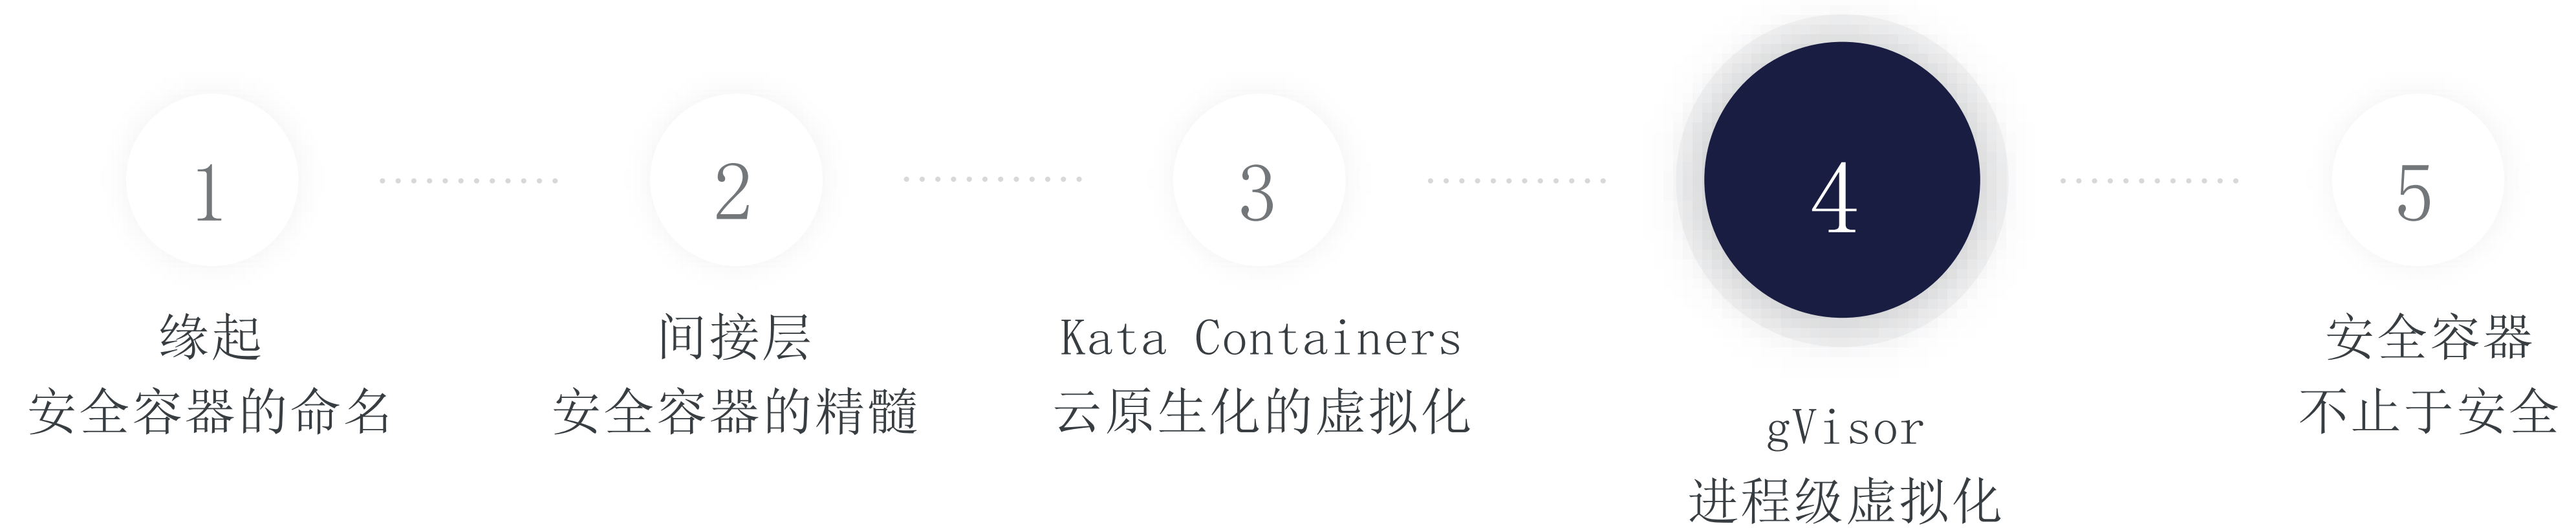 1
缘起
安全容器的命名
2
间接层
安全容器的精髓
3
Kata Containers
云原生化的虚拟化
4
gVisor
进程级虚拟化
5
安全容器
不止于安全